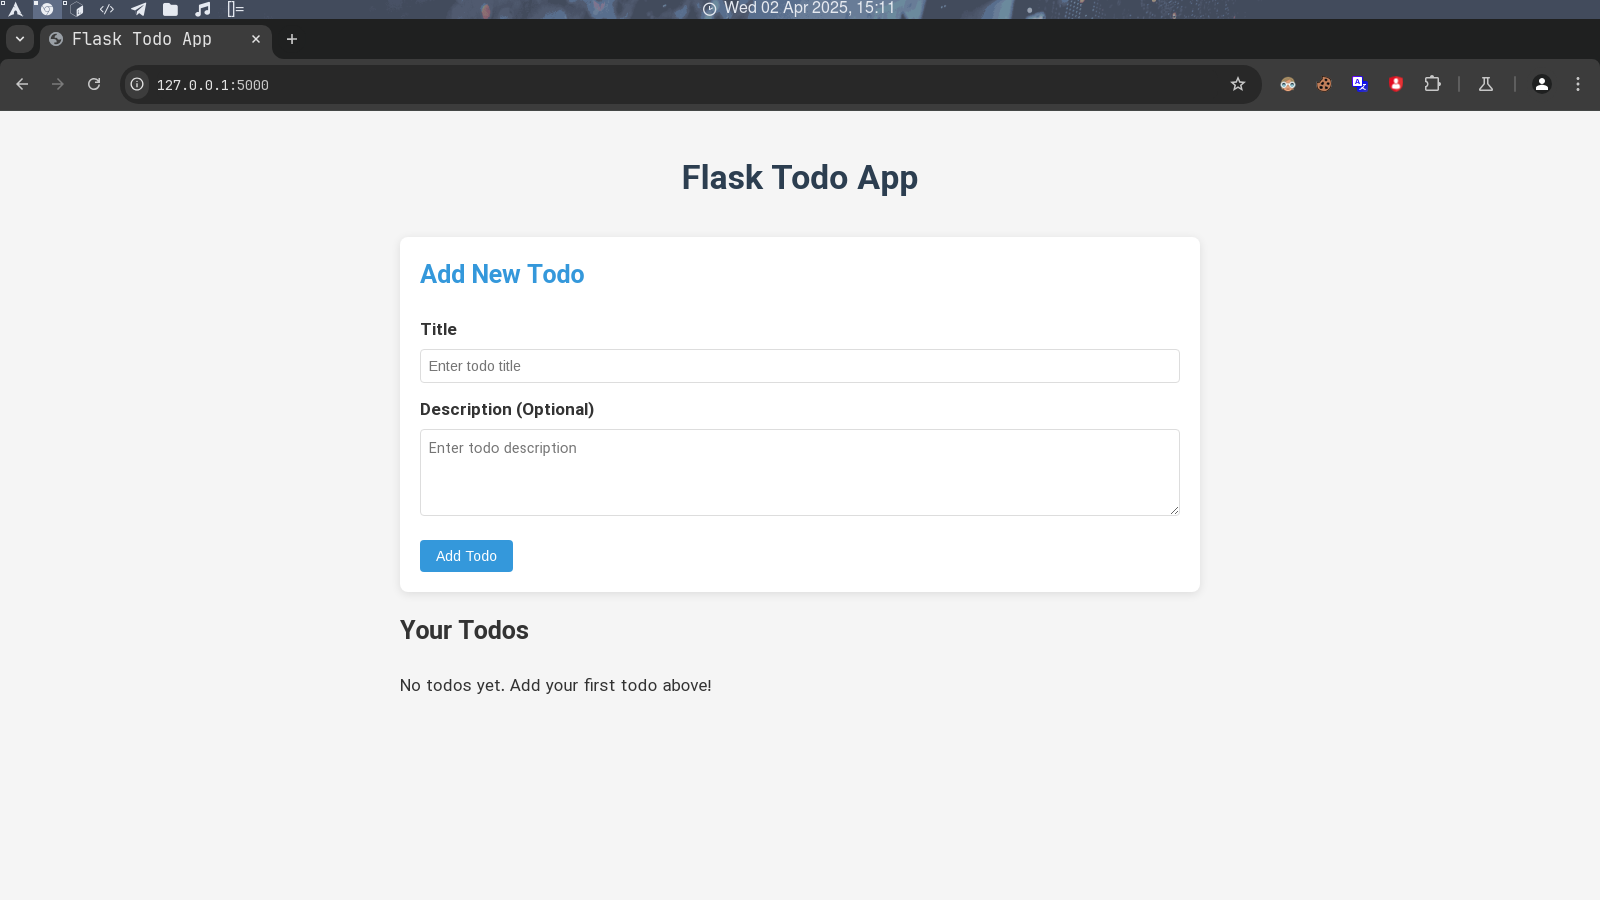 []=
Wed 02 Apr 2025, 15:11
Flask Todo App
127.0.0.1:5000
Flask Todo App
Add New Todo
Title
Enter todo title
Description (Optional)
Enter todo description
Add Todo
Your Todos
No todos yet. Add your first todo above!